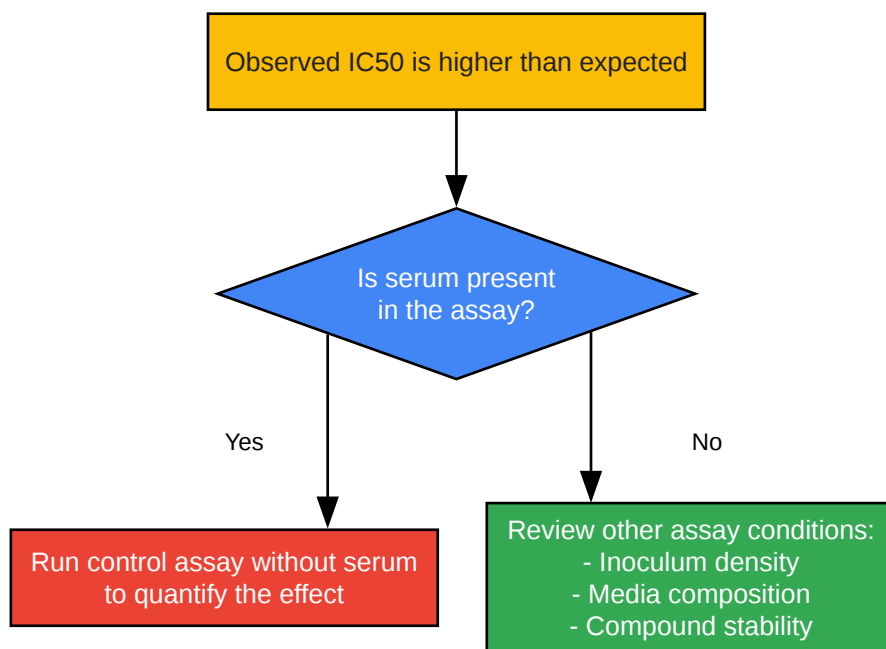 Observed IC50 is higher than expected
Is serum present
in the assay?
Yes
No
Run control assay without serum
to quantify the effect
Review other assay conditions:
- Inoculum density
- Media composition
- Compound stability